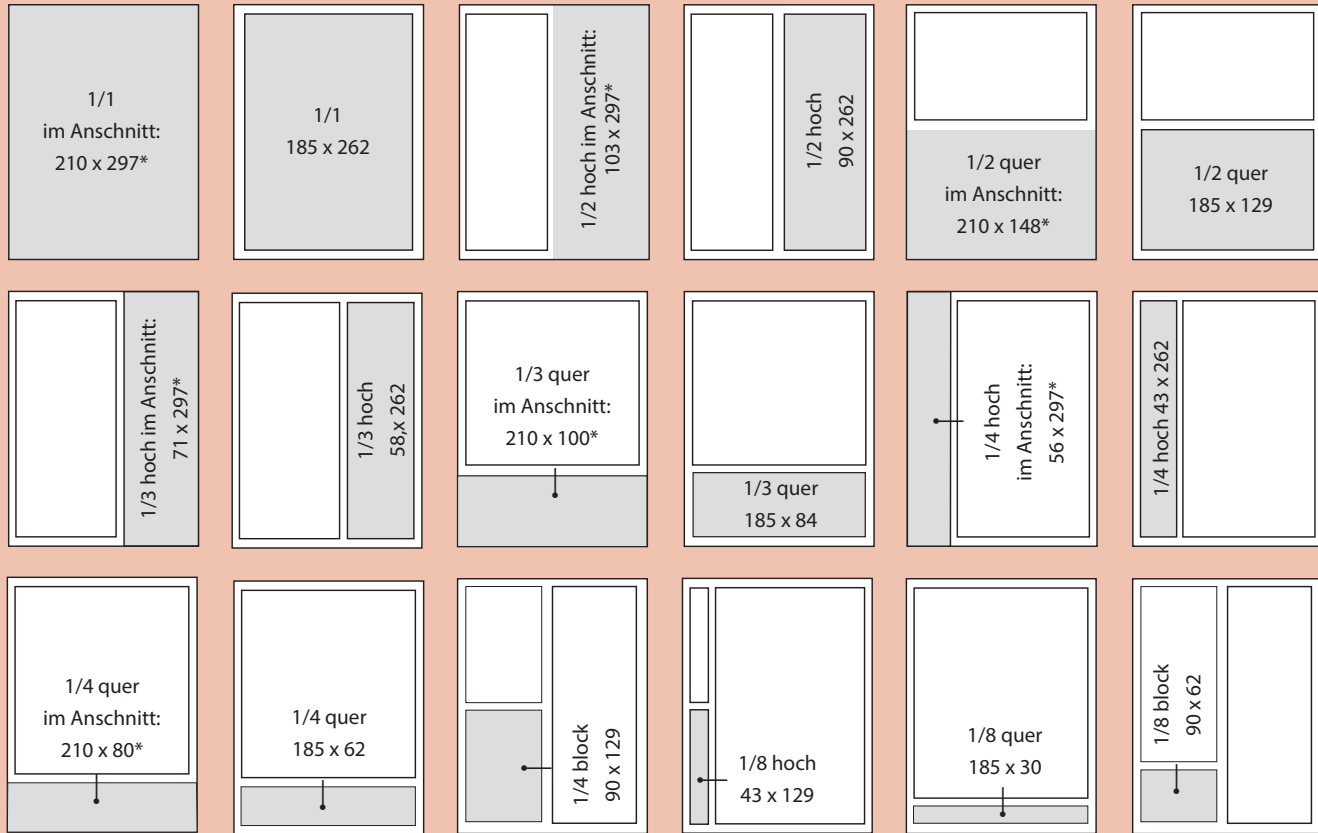 1/1
im Anschnitt:
210 x 297*
1/1
185 x 262
1/2 hoch im Anschnitt:
103 x 297*
1/2 hoch
90 x 262
1/2 quer
im Anschnitt:
210 x 148*
1/2 quer
185 x 129
1/3 hoch im Anschnitt:
71 x 297*
1/3 hoch
58,x 262
1/3 quer
im Anschnitt:
210 x 100*
1/3 quer
185 x 84
1/4 hoch
im Anschnitt:
56 x 297*
1/4 hoch 43 x 262
1/4 quer
im Anschnitt:
210 x 80*
1/4 quer
185 x 62
1/4 block
90 x 129
1/8 hoch
43 x 129
1/8 quer
185 x 30
1/8 block
90 x 62